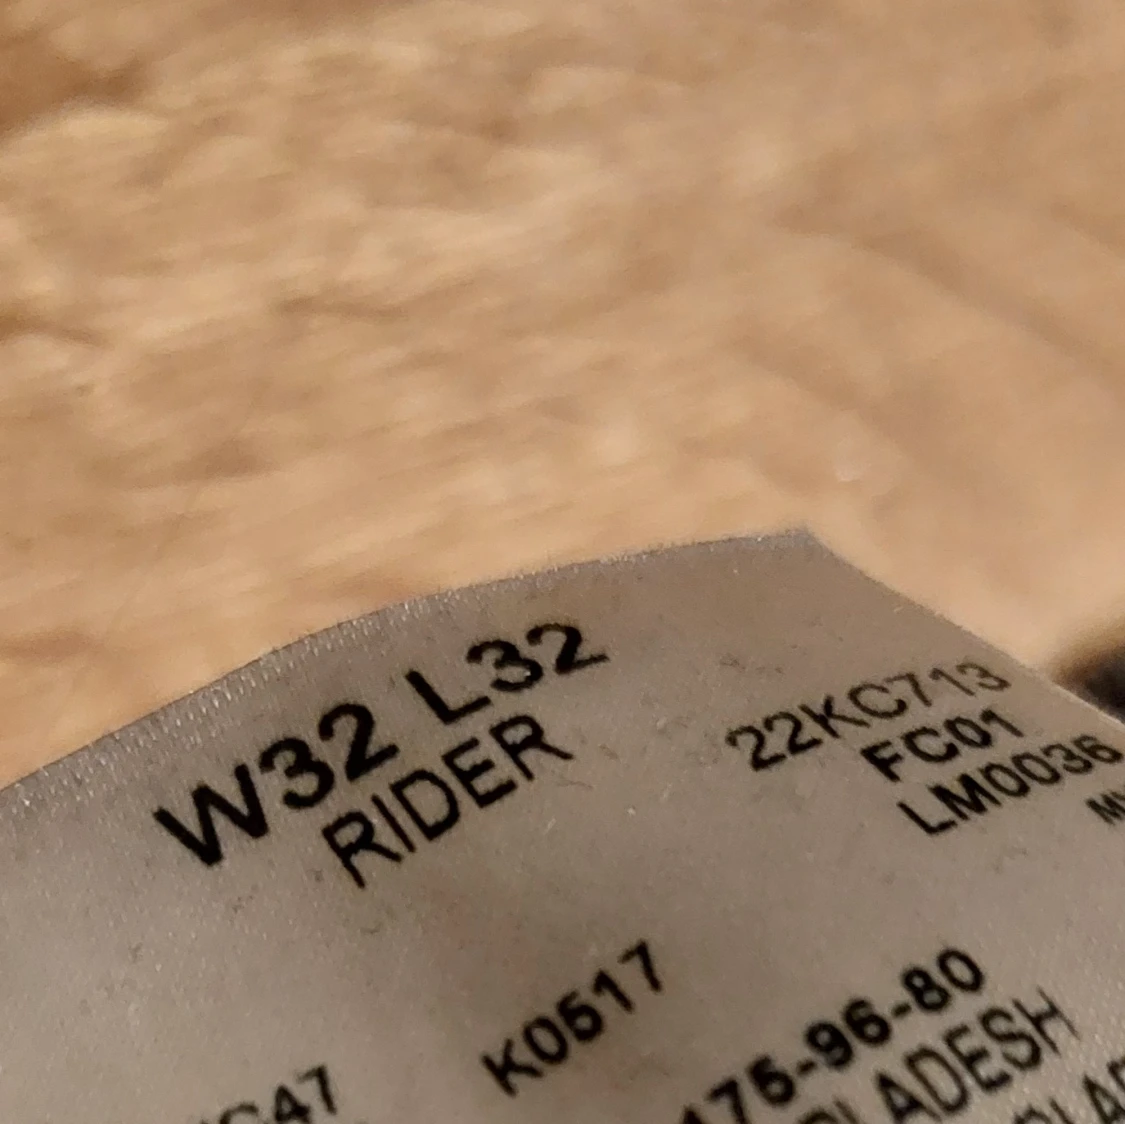 W32 L32
RIDER
22KC713
FC01
LM0036
K0517
175-96-80